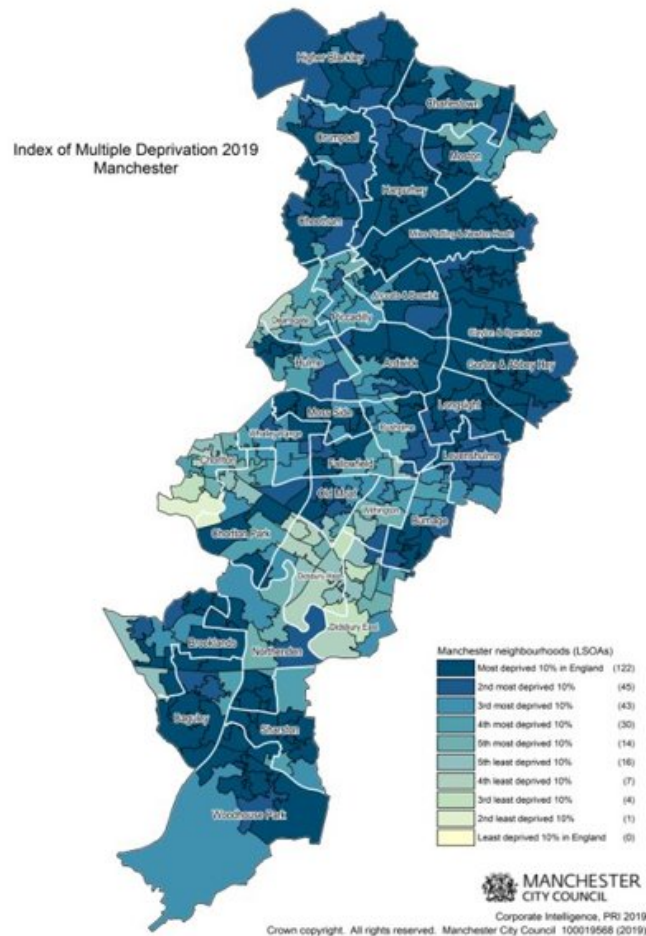 Index of Multiple Deprivation 2019
Manchester
Higher Blackley
Charlestown
Crumpsall
Moston
Harpurhey
Cheetham
Miles Platting & Newton Heath
Ancoats & Beswick
Deansgate
Piccadilly
Clayton & Openshaw
Hulme
Ardwick
Gorton & Abbey Hey
Longsight
Moss Side
Rusholme
Whalley Range
Levenshulme
Chorlton
Fallowfield
Old Moat
Withington
Burnage
Chorlton Park
Didsbury West
Didsbury East
Brooklands
Northenden
Baguley
Sharston
Woodhouse Park
Manchester neighbourhoods (LSOAs)
Most deprived 10% in England (122)
2nd most deprived 10% (45)
3rd most deprived 10% (43)
4th most deprived 10% (30)
5th most deprived 10% (14)
5th least deprived 10% (16)
4th least deprived 10% (7)
3rd least deprived 10% (4)
2nd least deprived 10% (1)
Least deprived 10% in England (0)
MANCHESTER
CITY COUNCIL
Corporate Intelligence, PRI 2019
Crown copyright. All rights reserved. Manchester City Council 100019568 (2019)